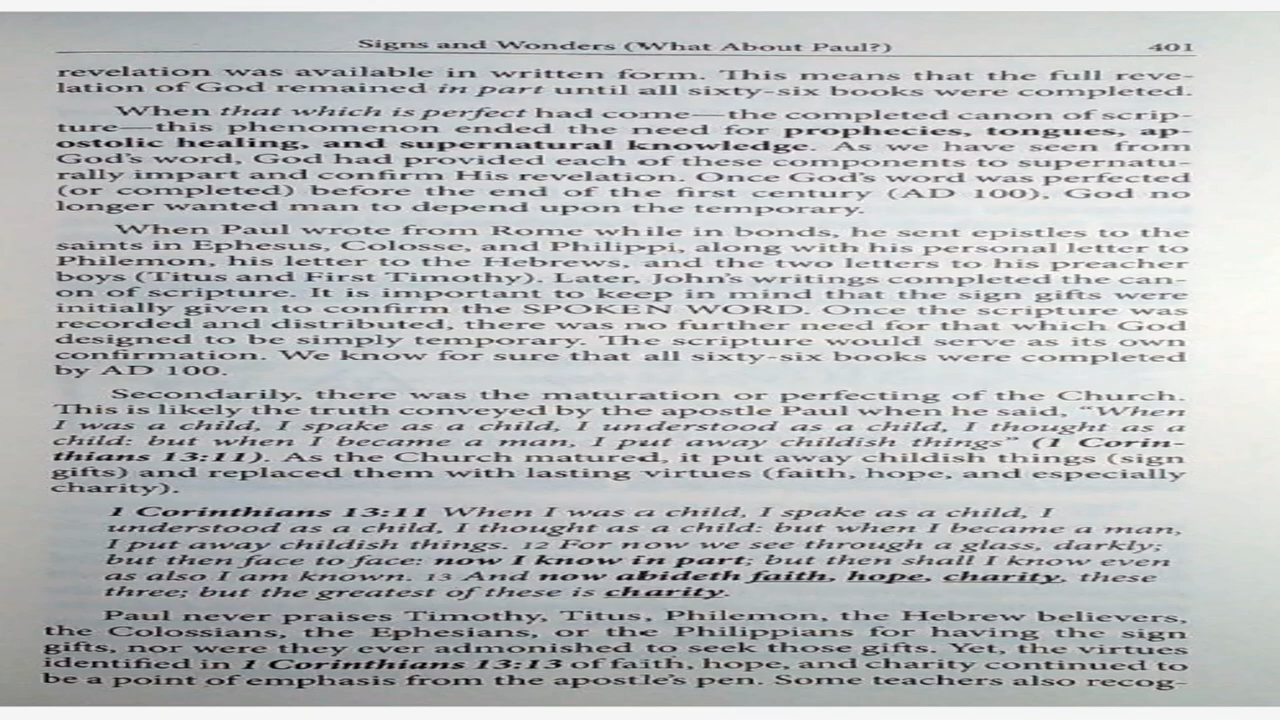 Signs and Wonders (What About Paul?) 401
revelation was available in written form. This means that the full reve-
lation of God remained in part until all sixty-six books were completed.
When that which is perfect had come—the completed canon of scrip-
ture—this phenomenon ended the need for prophecies, tongues, ap-
ostolic healing, and supernatural knowledge. As we have seen from
God's word, God had provided each of these components to supernatu-
rally impart and confirm His revelation. Once God's word was perfected
(or completed) before the end of the first century (AD 100), God no
longer wanted man to depend upon the temporary.
When Paul wrote from Rome while in bonds, he sent epistles to the
saints in Ephesus, Colosse, and Philippi, along with his personal letter to
Philemon, his letter to the Hebrews, and the two letters to his preacher
boys (Titus and First Timothy). Later, John's writings completed the can-
on of scripture. It is important to keep in mind that the sign gifts were
initially given to confirm the SPOKEN WORD. Once the scripture was
recorded and distributed, there was no further need for that which God
designed to be simply temporary. The scripture would serve as its own
confirmation. We know for sure that all sixty-six books were completed
by AD 100.
Secondarily, there was the maturation or perfecting of the Church.
This is likely the truth conveyed by the apostle Paul when he said, "When
I was a child, I spake as a child, I understood as a child, I thought as a
child: but when I became a man, I put away childish things" (1 Corin-
thians 13:11). As the Church matured, it put away childish things (sign
gifts) and replaced them with lasting virtues (faith, hope, and especially
charity).
1 Corinthians 13:11 When I was a child, I spake as a child, I
understood as a child, I thought as a child: but when I became a man,
I put away childish things. 12 For now we see through a glass, darkly;
but then face to face: now I know in part; but then shall I know even
as also I am known. 13 And now abideth faith, hope, charity, these
three; but the greatest of these is charity.
Paul never praises Timothy, Titus, Philemon, the Hebrew believers,
the Colossians, the Ephesians, or the Philippians for having the sign
gifts, nor were they ever admonished to seek those gifts. Yet, the virtues
identified in 1 Corinthians 13:13 of faith, hope, and charity continued to
be a point of emphasis from the apostle's pen. Some teachers also recog-